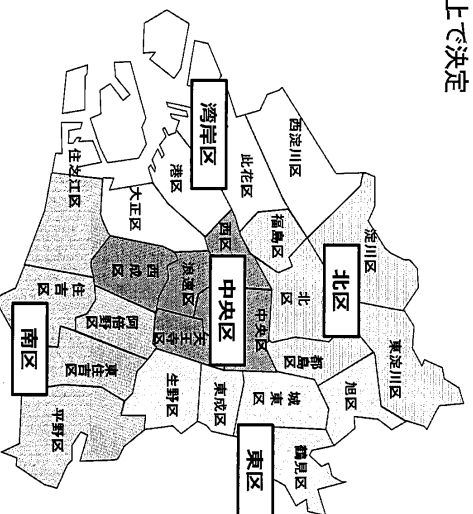 上で決定
西淀川区
淀川区
東淀川区
此花区
北区
湾岸区
福島区
北区
旭区
港区
西区
都島区
中央区
中央区
城東区
鶴見区
大正区
浪速区
東成区
東区
西成区
天王寺区
生野区
住之江区
阿倍野区
住吉区
東住吉区
平野区
南区